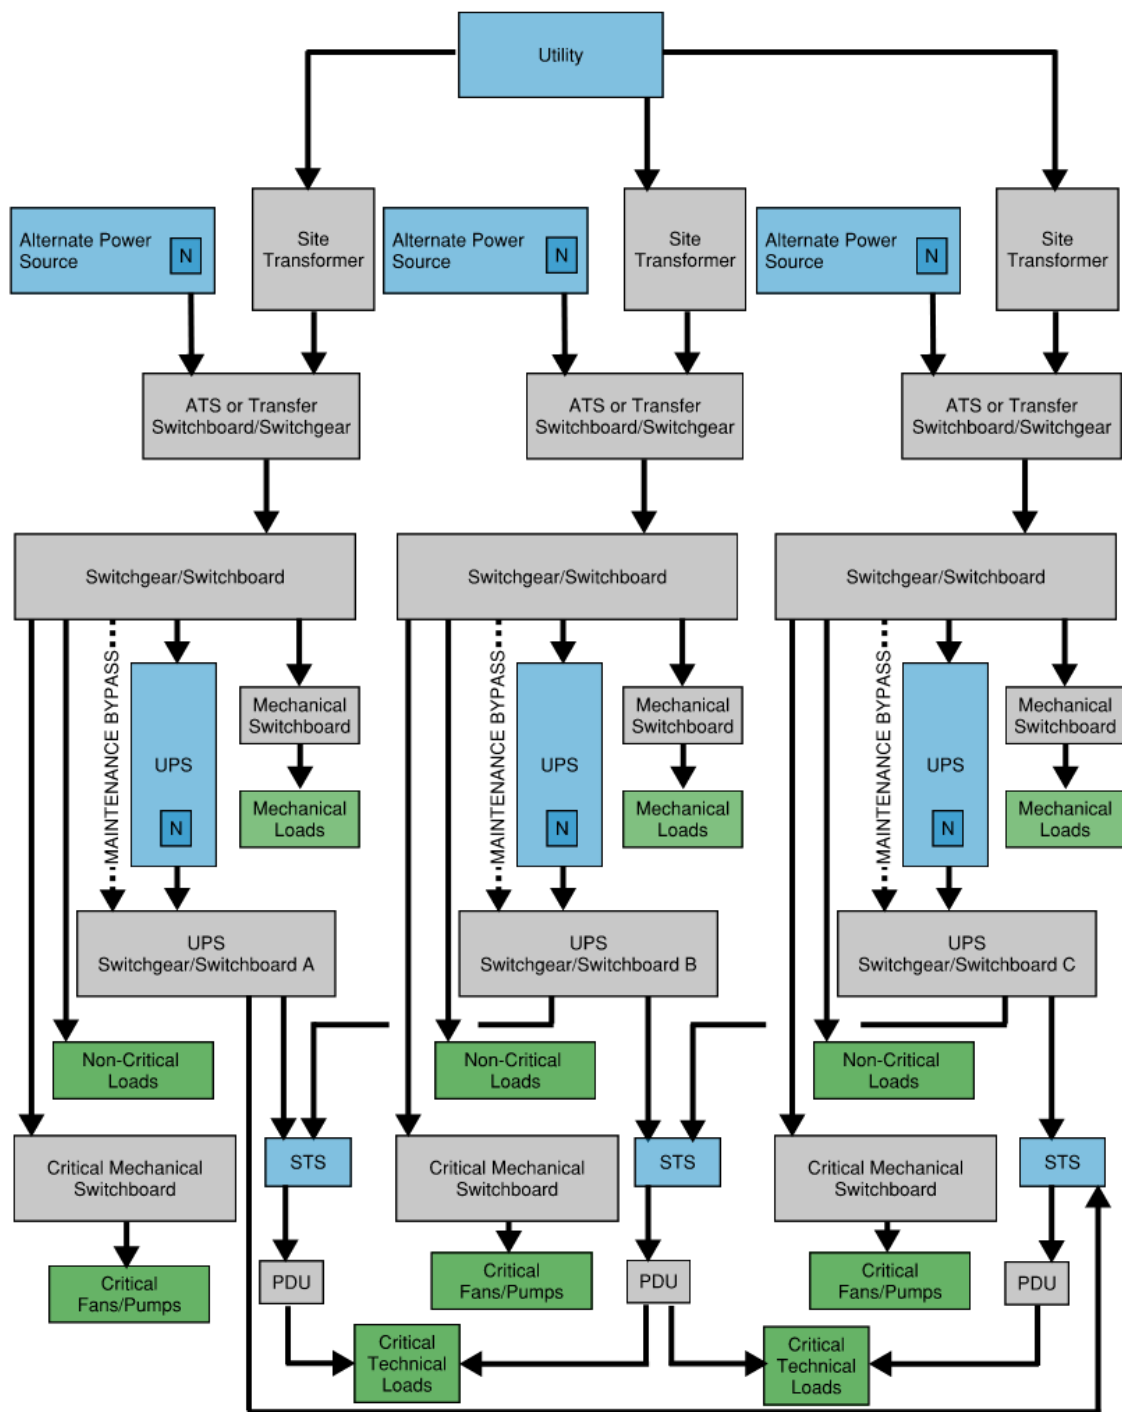 Utility
Alternate Power
Source
N
Site
Transformer
Alternate Power
Source
N
Site
Transformer
Alternate Power
Source
N
Site
Transformer
ATS or Transfer
Switchboard/Switchgear
ATS or Transfer
Switchboard/Switchgear
ATS or Transfer
Switchboard/Switchgear
Switchgear/Switchboard
Switchgear/Switchboard
Switchgear/Switchboard
MAINTENANCE BYPASS
UPS
N
Mechanical
Switchboard
Mechanical
Loads
MAINTENANCE BYPASS
UPS
N
Mechanical
Switchboard
Mechanical
Loads
MAINTENANCE BYPASS
UPS
N
Mechanical
Switchboard
Mechanical
Loads
UPS
Switchgear/Switchboard A
UPS
Switchgear/Switchboard B
UPS
Switchgear/Switchboard C
Non-Critical
Loads
Non-Critical
Loads
Non-Critical
Loads
Critical Mechanical
Switchboard
STS
Critical Mechanical
Switchboard
STS
Critical Mechanical
Switchboard
STS
Critical
Fans/Pumps
PDU
Critical
Fans/Pumps
PDU
Critical
Fans/Pumps
PDU
Critical
Technical
Loads
Critical
Technical
Loads